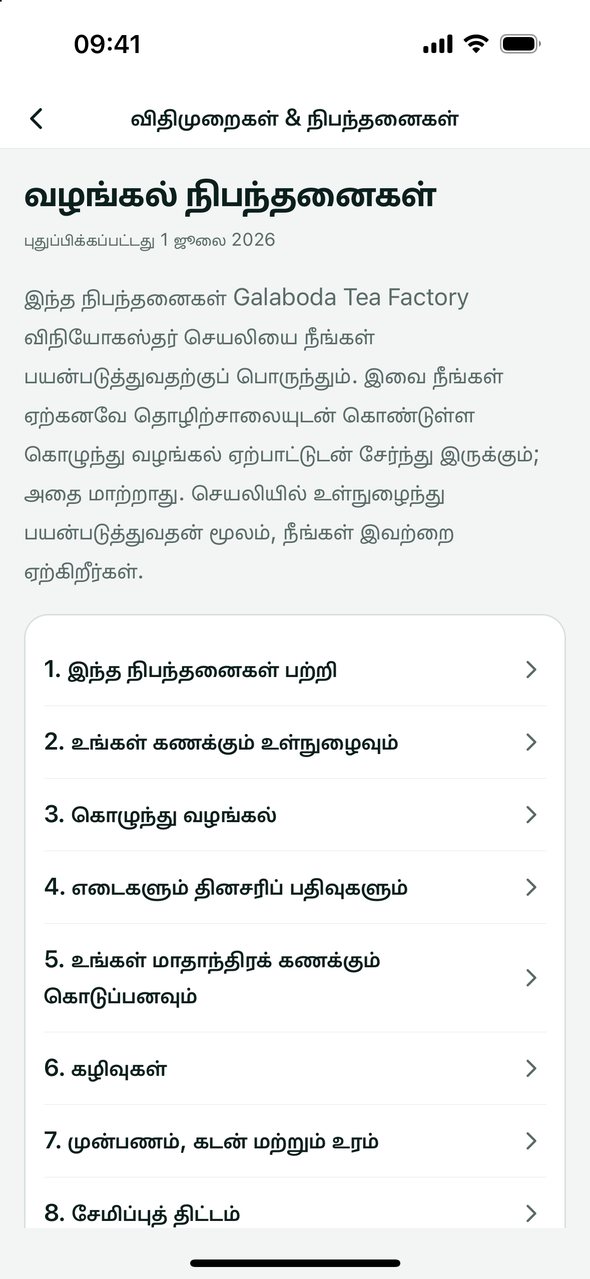 09:41
விதிமுறைகள் & நிபந்தனைகள்
வழங்கல் நிபந்தனைகள்
புதுப்பிக்கப்பட்டது 1 ஜூலை 2026
இந்த நிபந்தனைகள் Galaboda Tea Factory
விநியோகஸ்தர் செயலியை நீங்கள்
பயன்படுத்துவதற்குப் பொருந்தும். இவை நீங்கள்
ஏற்கனவே தொழிற்சாலையுடன் கொண்டுள்ள
கொழுந்து வழங்கல் ஏற்பாட்டுடன் சேர்ந்து இருக்கும்;
அதை மாற்றாது. செயலியில் உள்நுழைந்து
பயன்படுத்துவதன் மூலம், நீங்கள் இவற்றை
ஏற்கிறீர்கள்.
1. இந்த நிபந்தனைகள் பற்றி
2. உங்கள் கணக்கும் உள்நுழைவும்
3. கொழுந்து வழங்கல்
4. எடைகளும் தினசரிப் பதிவுகளும்
5. உங்கள் மாதாந்திரக் கணக்கும்
கொடுப்பனவும்
6. கழிவுகள்
7. முன்பணம், கடன் மற்றும் உரம்
8. சேமிப்புத் திட்டம்